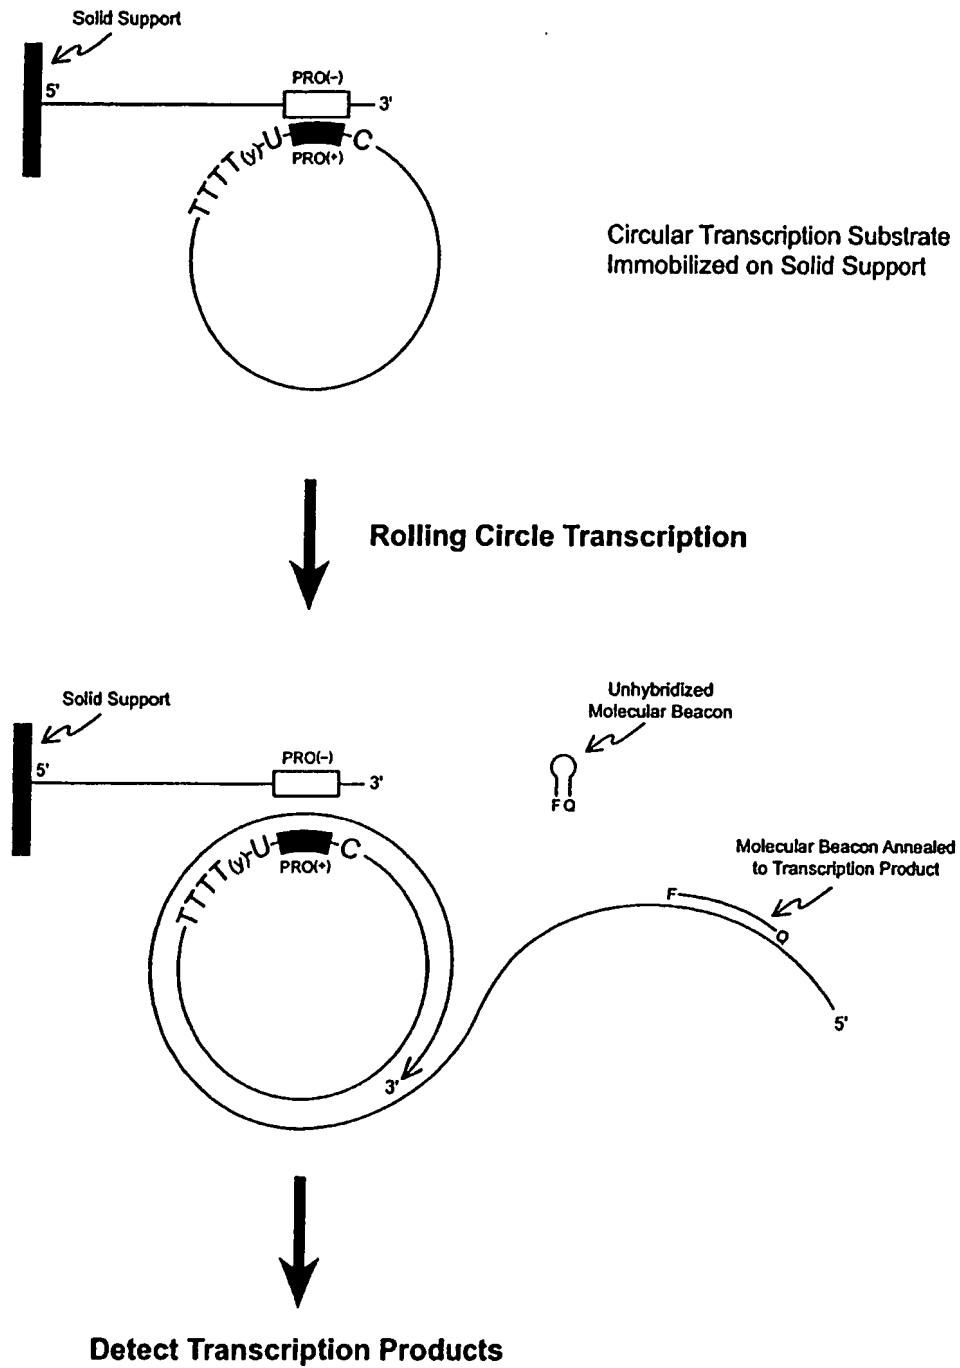 Solid Support
5'
PRO(-)
3'
TTTT(y)-U-
-C
PRO(+)
Circular Transcription Substrate
Immobilized on Solid Support
Rolling Circle Transcription
Solid Support
5'
PRO(-)
3'
Unhybridized
Molecular Beacon
F Q
TTTT(y)-U-
-C
PRO(+)
Molecular Beacon Annealed
to Transcription Product
F
Q
5'
3'
Detect Transcription Products